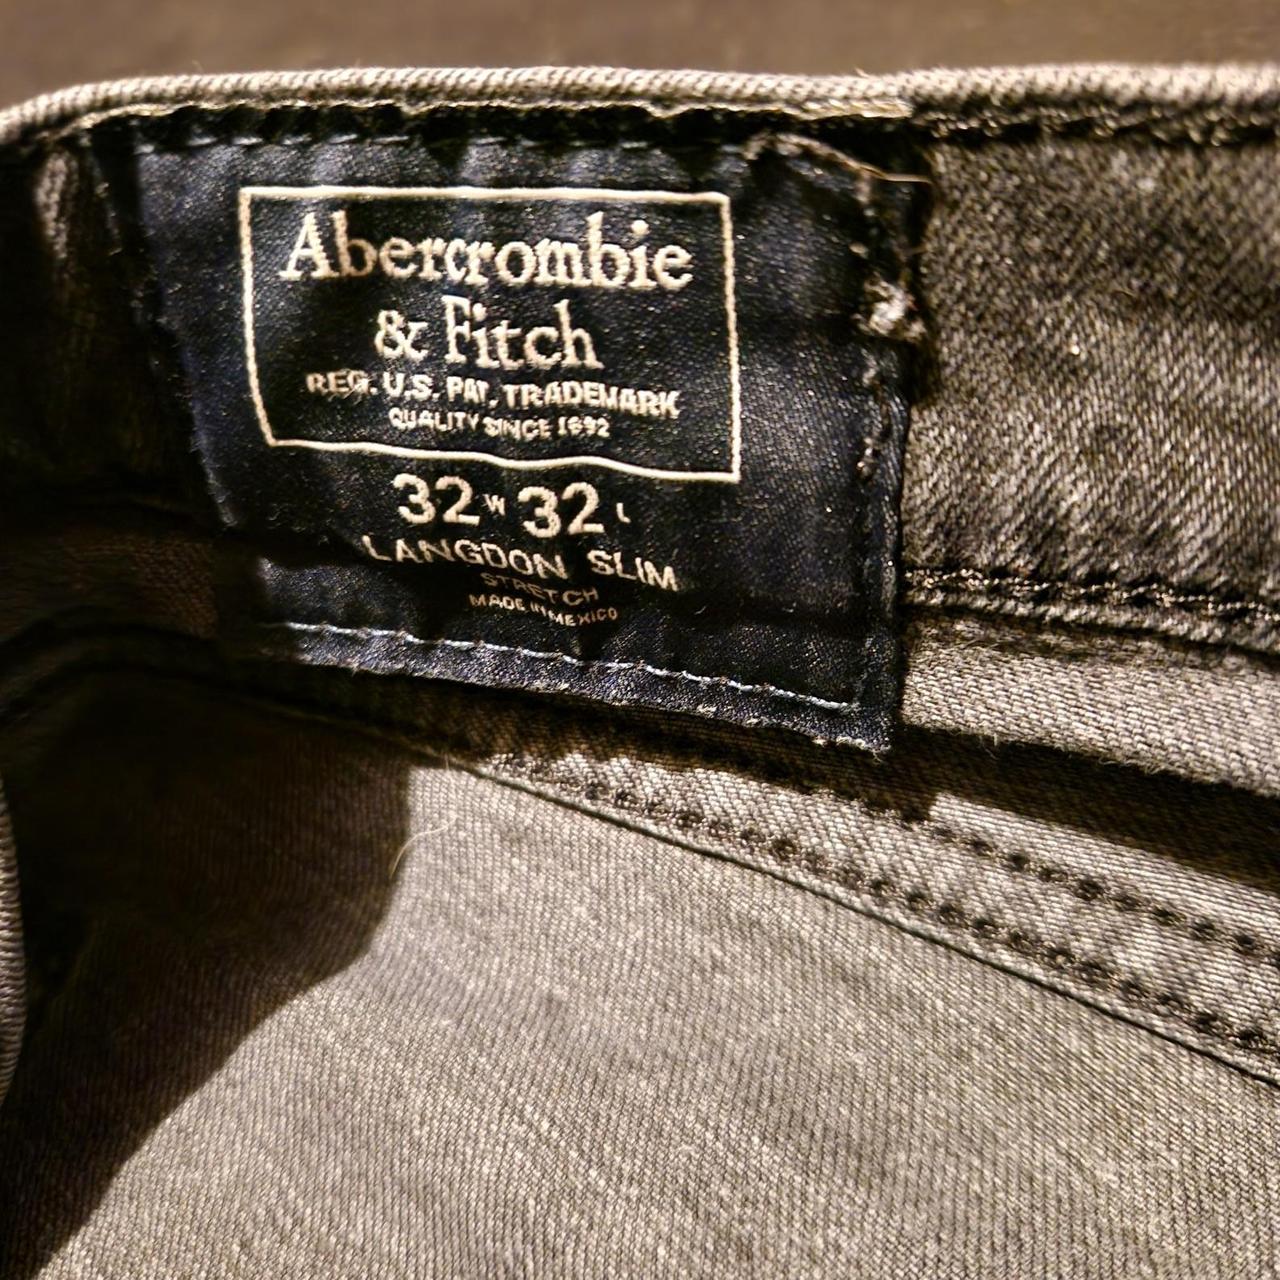 Abercrombie
& Fitch
REG. U.S. PAT. TRADEMARK
QUALITY SINCE 1892
32 W 32 L
LANGDON SLIM
STRETCH
MADE IN MEXICO